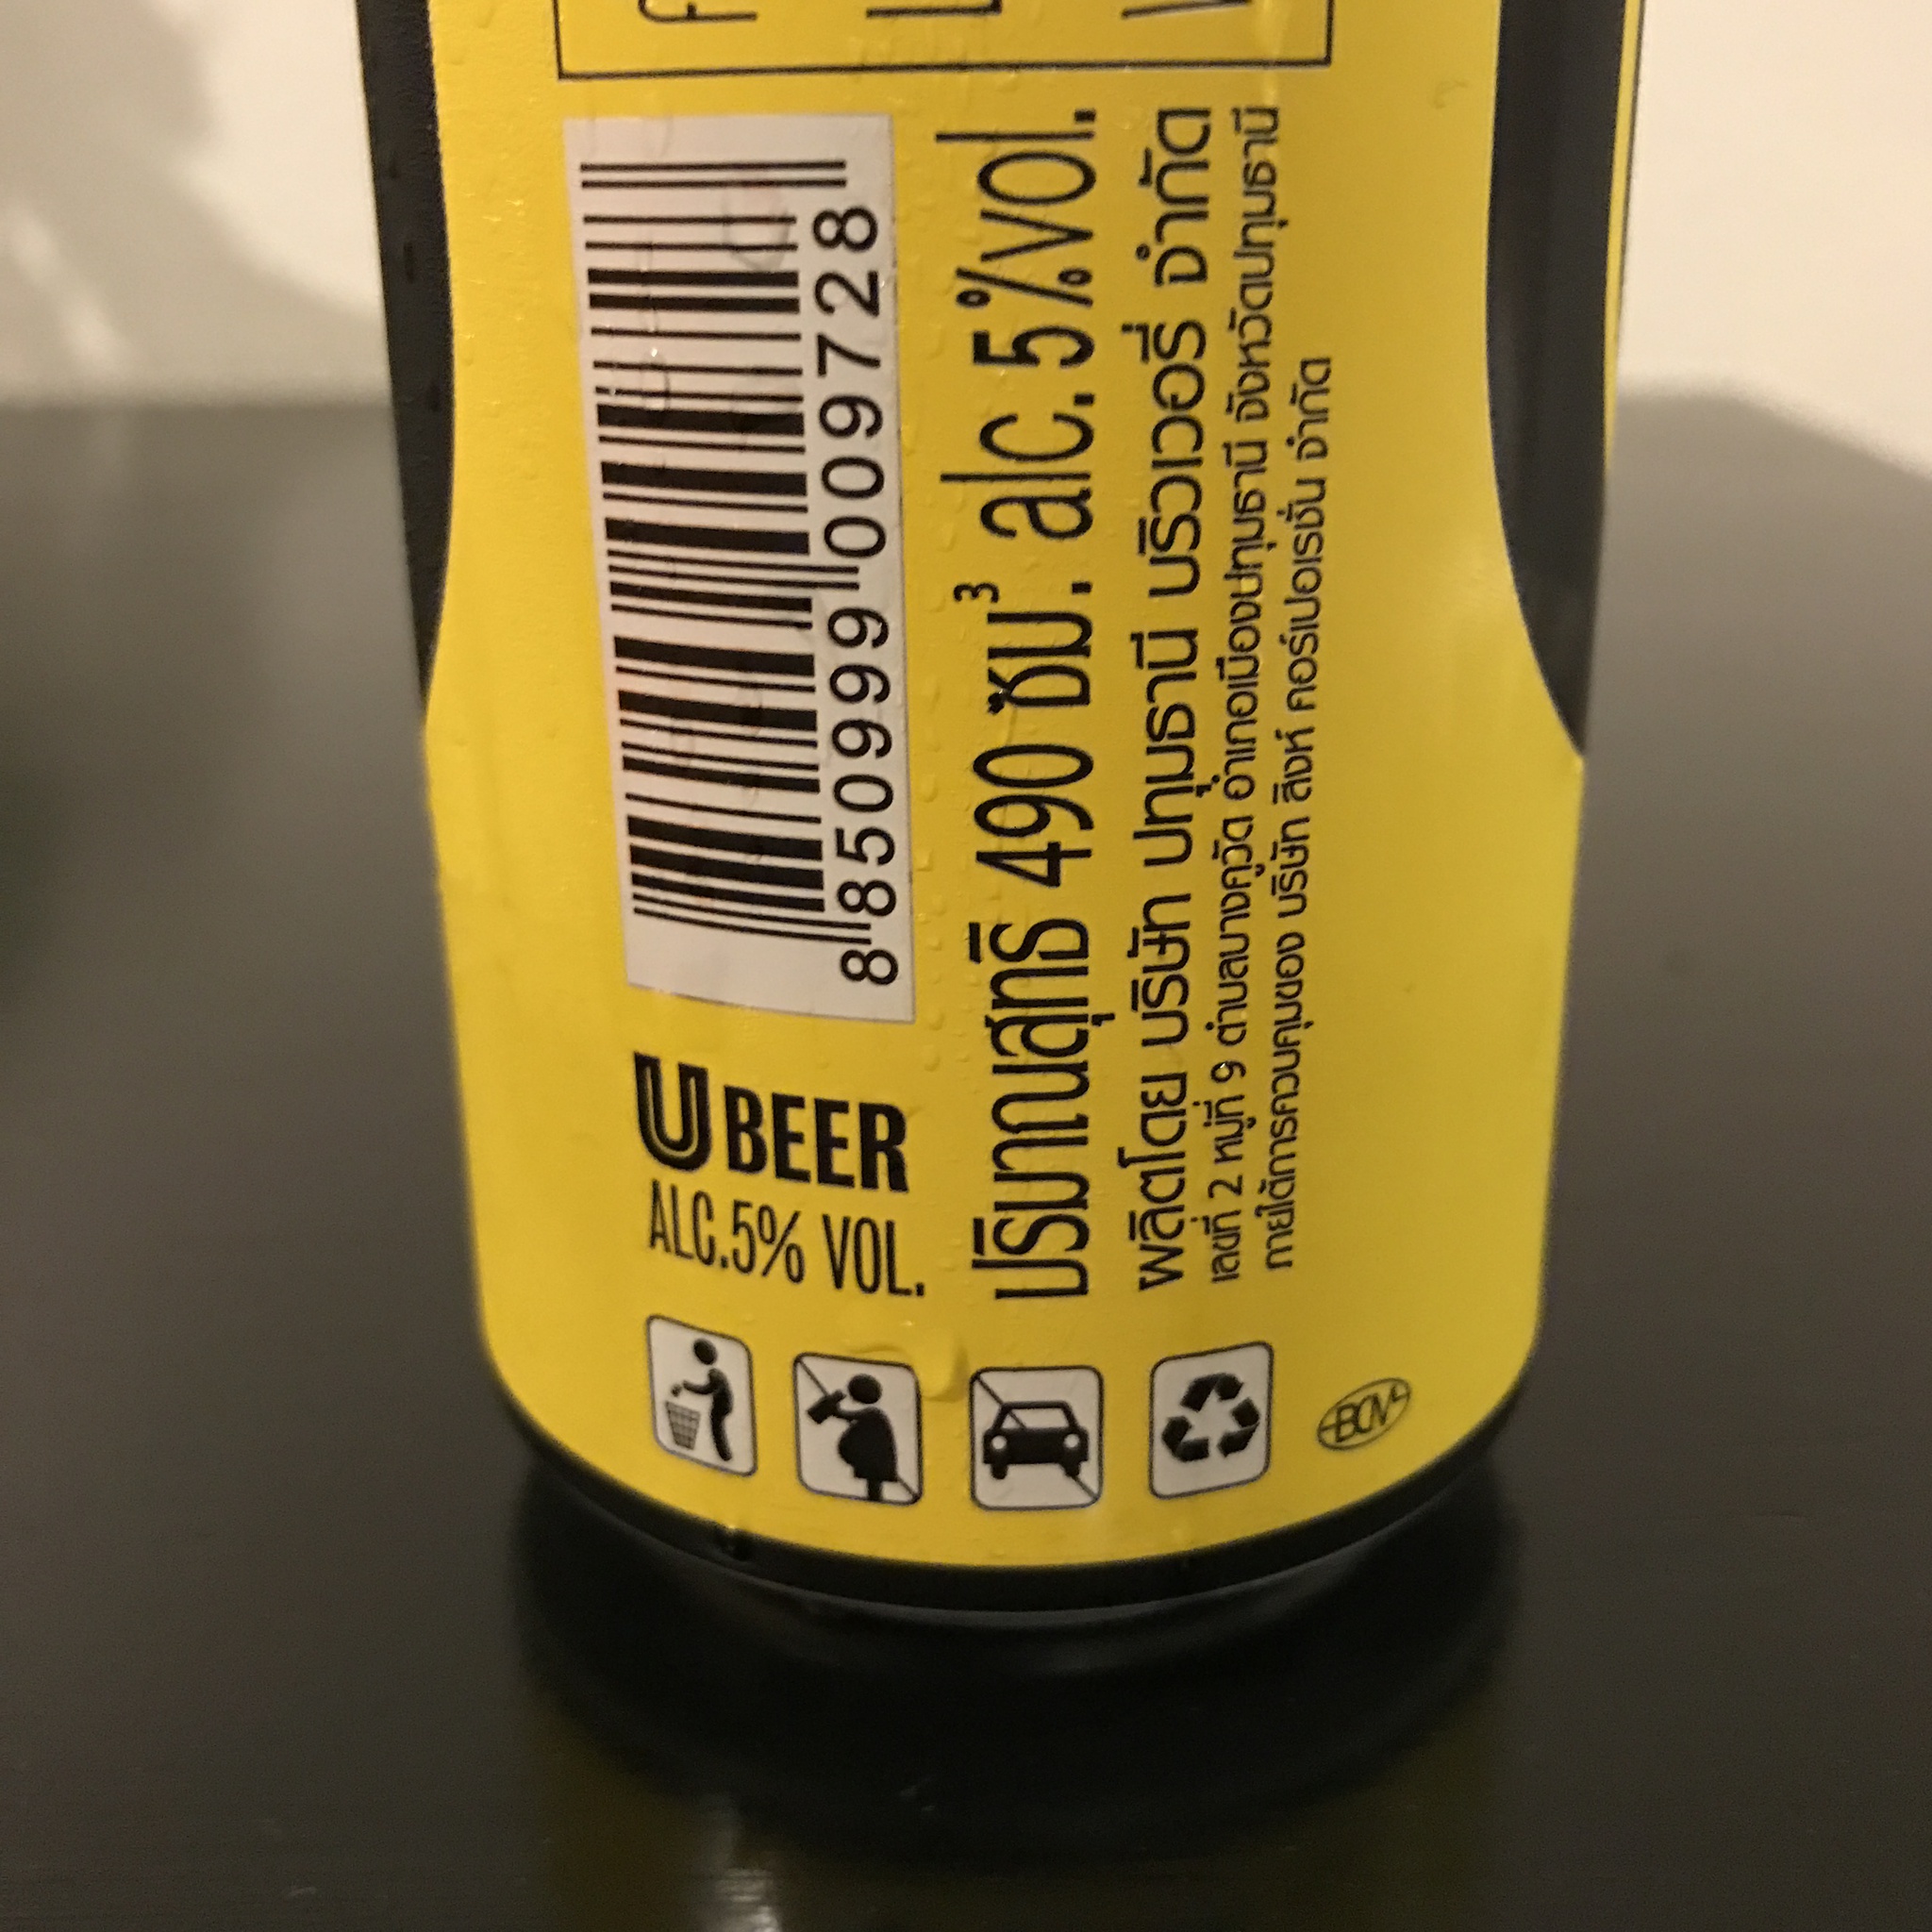 8 850999 009728
U BEER
ALC.5% VOL.
ปริมาณสุทธิ 490 ซม³. alc.5%vol.
ผลิตโดย บริษัท ปทุมธานี บริวเวอรี่ จำกัด
เลขที่ 2 หมู่ที่ 9 ตำบลบางคูวัด อำเภอเมืองปทุมธานี จังหวัดปทุมธานี
ภายใต้การควบคุมของ บริษัท สิงห์ คอร์เปอเรชั่น จำกัด
BCM